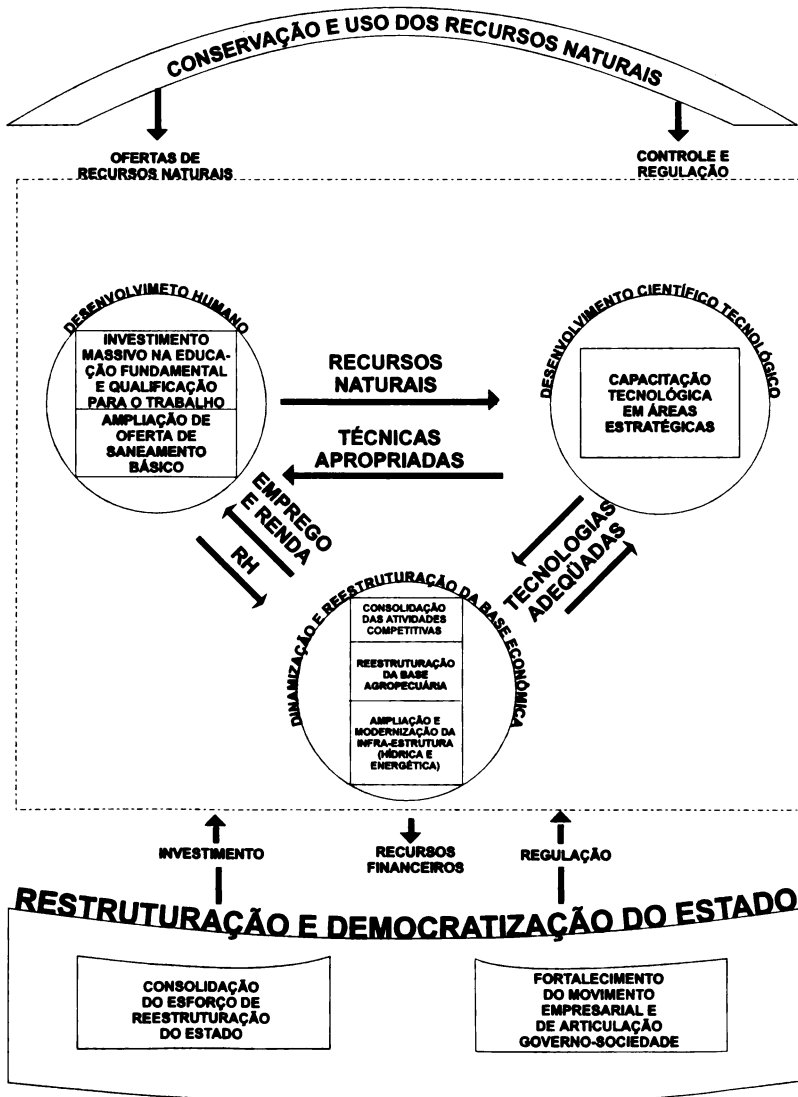 CONSERVAÇÃO E USO DOS RECURSOS NATURAIS
OFERTAS DE
RECURSOS NATURAIS
CONTROLE E
REGULAÇÃO
DESENVOLVIMETO HUMANO
INVESTIMENTO
MASSIVO NA EDUCA-
ÇÃO FUNDAMENTAL
E QUALIFICAÇÃO
PARA O TRABALHO
AMPLIAÇÃO DE
OFERTA DE
SANEAMENTO
BÁSICO
RECURSOS
NATURAIS
TÉCNICAS
APROPRIADAS
DESENVOLVIMENTO CIENTÍFICO TECNOLÓGICO
CAPACITAÇÃO
TECNOLÓGICA
EM ÁREAS
ESTRATÉGICAS
EMPREGO
E RENDA
RH
TECNOLOGIAS
ADEQÜADAS
DINAMIZAÇÃO E REESTRUTURAÇÃO DA BASE ECONÔMICA
CONSOLIDAÇÃO
DAS ATIVIDADES
COMPETITIVAS
REESTRUTURAÇÃO
DA BASE
AGROPECUÁRIA
AMPLIAÇÃO E
MODERNIZAÇÃO DA
INFRA-ESTRUTURA
(HÍDRICA E
ENERGÉTICA)
INVESTIMENTO
RECURSOS
FINANCEIROS
REGULAÇÃO
RESTRUTURAÇÃO E DEMOCRATIZAÇÃO DO ESTADO
CONSOLIDAÇÃO
DO ESFORÇO DE
REESTRUTURAÇÃO
DO ESTADO
FORTALECIMENTO
DO MOVIMENTO
EMPRESARIAL E
DE ARTICULAÇÃO
GOVERNO-SOCIEDADE